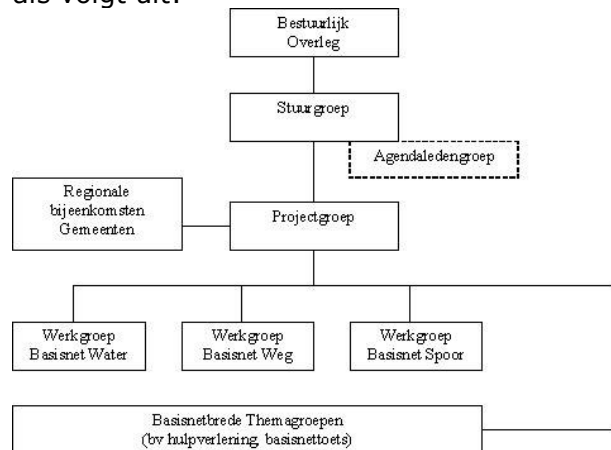 als volgt uit:
Bestuurlijk
Overleg
Stuurgroep
Agendaledengroep
Regionale
bijeenkomsten
Gemeenten
Projectgroep
Werkgroep
Basisnet Water
Werkgroep
Basisnet Weg
Werkgroep
Basisnet Spoor
Basisnetbrede Themagroepen
(bv hulpverlening, basisnettoets)